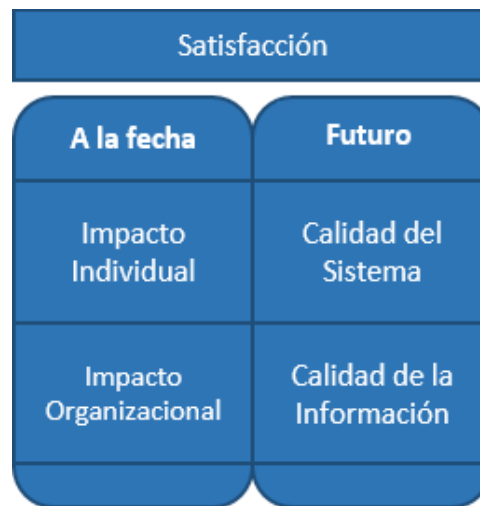 Satisfacción
A la fecha
Futuro
Impacto
Individual
Calidad del
Sistema
Impacto
Organizacional
Calidad de la
Información